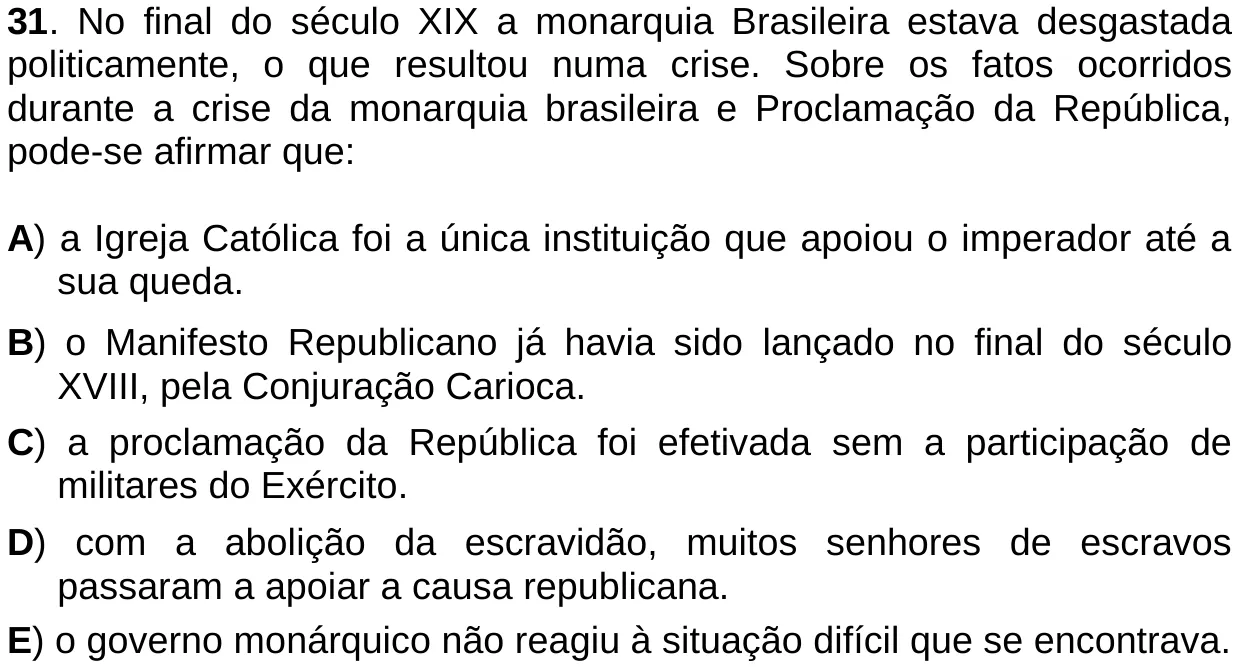 31. No final do século XIX a monarquia Brasileira estava desgastada
politicamente, o que resultou numa crise. Sobre os fatos ocorridos
durante a crise da monarquia brasileira e Proclamação da República,
pode-se afirmar que:
A) a Igreja Católica foi a única instituição que apoiou o imperador até a
sua queda.
B) o Manifesto Republicano já havia sido lançado no final do século
XVIII, pela Conjuração Carioca.
C) a proclamação da República foi efetivada sem a participação de
militares do Exército.
D) com a abolição da escravidão, muitos senhores de escravos
passaram a apoiar a causa republicana.
E) o governo monárquico não reagiu à situação difícil que se encontrava.